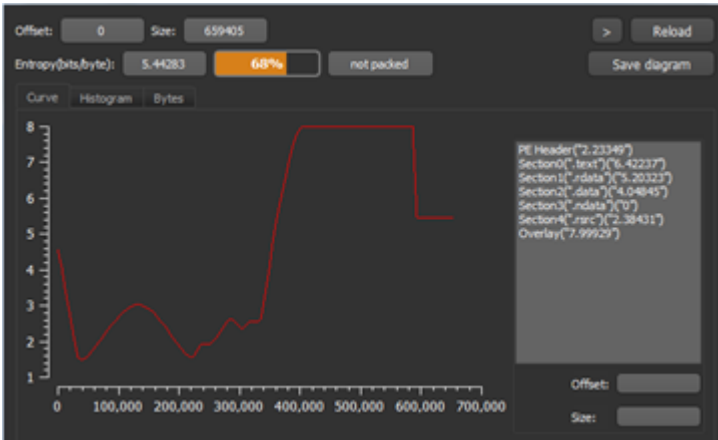 Offset: 0 Size: 659405 > Reload
Entropy(bits/byte): 5.44283 68% not packed Save diagram
Curve Histogram Bytes
8
7
6
5
4
3
2
1
0 100,000 200,000 300,000 400,000 500,000 600,000 700,000
PE Header("2.23349")
Section0(".text")("6.42237")
Section1(".rdata")("5.20323")
Section2(".data")("4.04845")
Section3(".ndata")("0")
Section4(".rsrc")("2.38431")
Overlay("7.99929")
Offset:
Size: